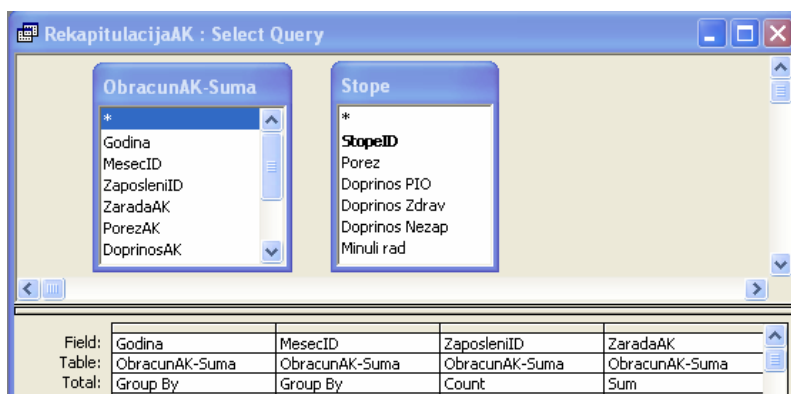 RekapitulacijaAK : Select Query
ObracunAK-Suma
*
Godina
MesecID
ZaposleniID
ZaradaAK
PorezAK
DoprinosAK
Stope
*
StopeID
Porez
Doprinos PIO
Doprinos Zdrav
Doprinos Nezap
Minuli rad
Field: Godina MesecID ZaposleniID ZaradaAK
Table: ObracunAK-Suma ObracunAK-Suma ObracunAK-Suma ObracunAK-Suma
Total: Group By Group By Count Sum